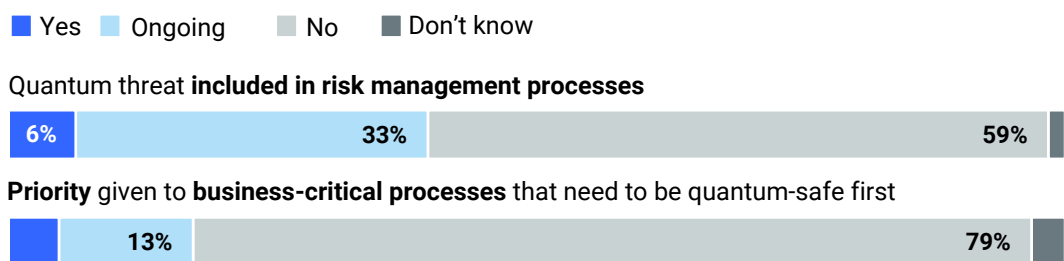 Yes Ongoing No Don’t know
Quantum threat included in risk management processes
6% 33% 59%
Priority given to business-critical processes that need to be quantum-safe first
13% 79%